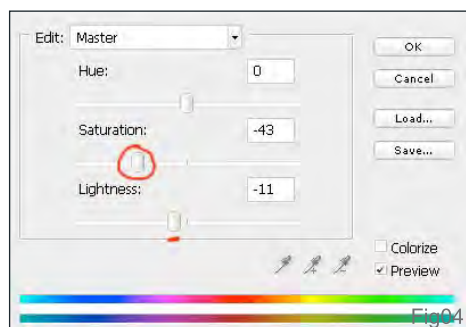 Edit: Master
OK
Hue: 0
Cancel
Load...
Saturation: -43
Save...
Lightness: -11
Colorize
Preview
Fig04